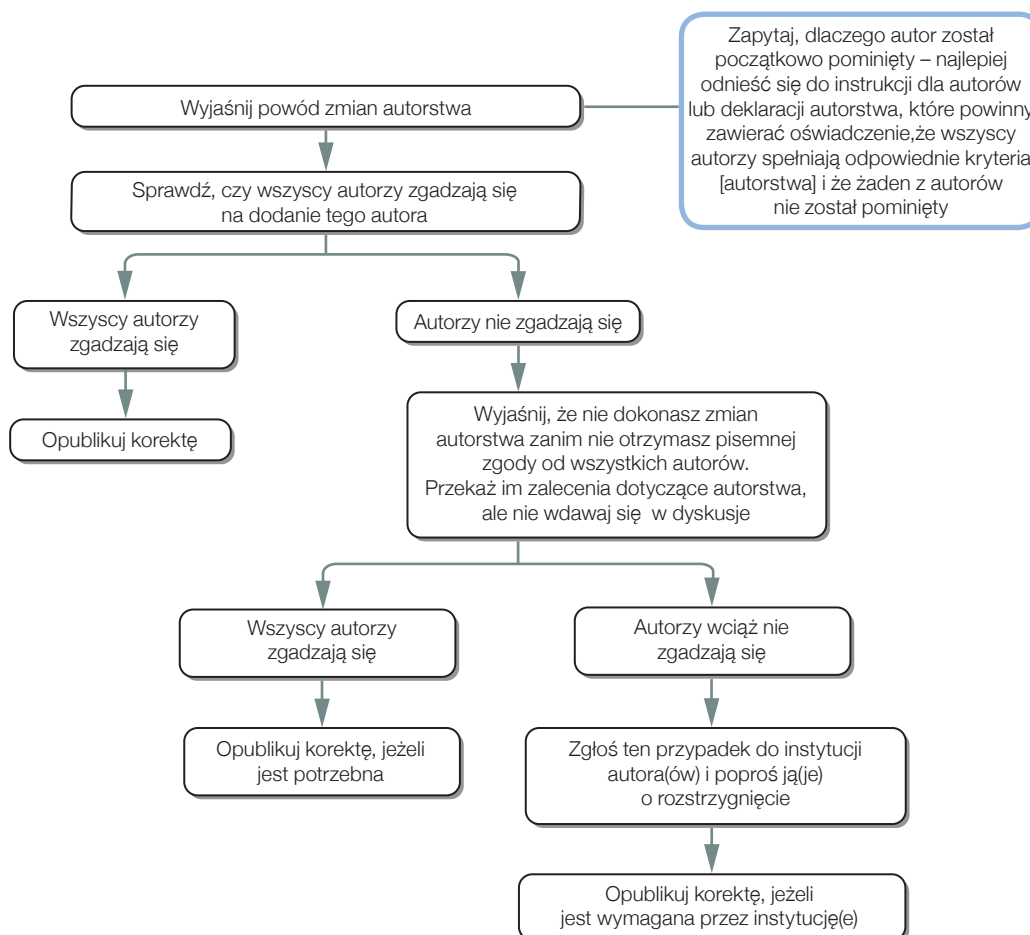 Zapytaj, dlaczego autor został
początkowo pominięty – najlepiej
odnieść się do instrukcji dla autorów
lub deklaracji autorstwa, które powinny
zawierać oświadczenie,że wszyscy
autorzy spełniają odpowiednie kryteria
[autorstwa] i że żaden z autorów
nie został pominięty
Wyjaśnij powód zmian autorstwa
Sprawdź, czy wszyscy autorzy zgadzają się
na dodanie tego autora
Wszyscy autorzy
zgadzają się
Autorzy nie zgadzają się
Opublikuj korektę
Wyjaśnij, że nie dokonasz zmian
autorstwa zanim nie otrzymasz pisemnej
zgody od wszystkich autorów.
Przekaż im zalecenia dotyczące autorstwa,
ale nie wdawaj się w dyskusje
Wszyscy autorzy
zgadzają się
Autorzy wciąż nie
zgadzają się
Opublikuj korektę, jeżeli
jest potrzebna
Zgłoś ten przypadek do instytucji
autora(ów) i poproś ją(je)
o rozstrzygnięcie
Opublikuj korektę, jeżeli
jest wymagana przez instytucję(e)